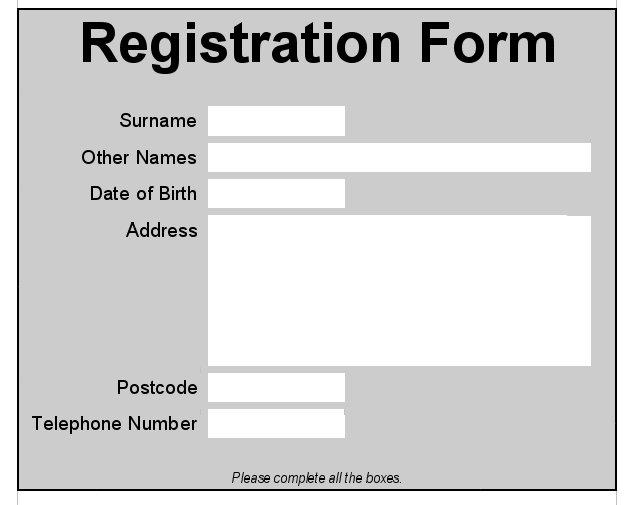 Registration Form
Surname
Other Names
Date of Birth
Address
Postcode
Telephone Number
Please complete all the boxes.